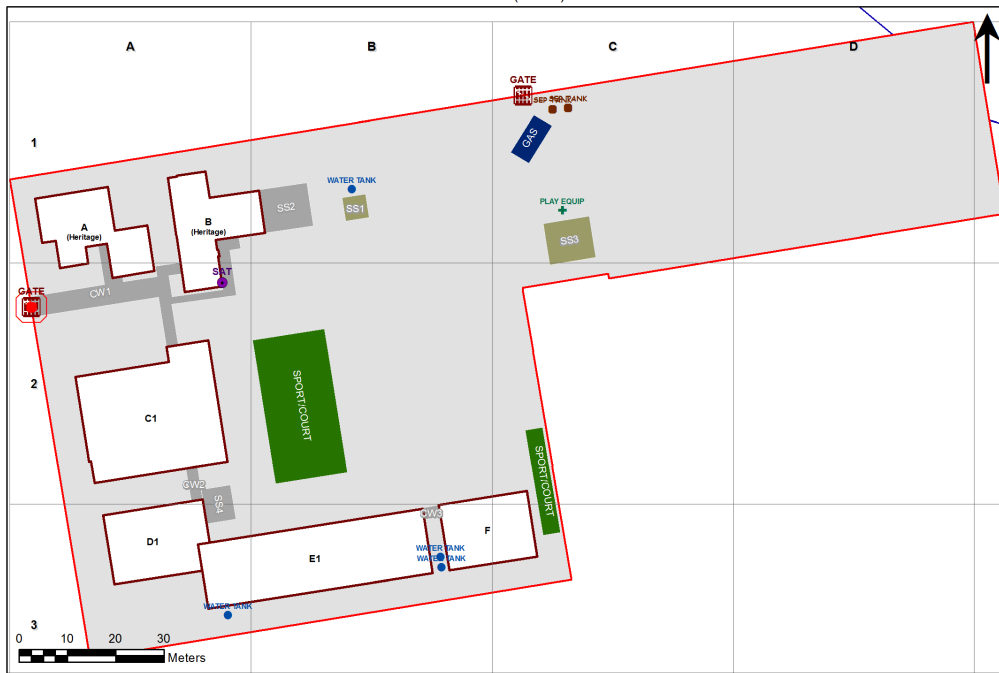 A
B
C
D
GATE
SEP TANK
SEP TANK
GAS
1
WATER TANK
PLAY EQUIP
SS2
SS1
A
(Heritage)
B
(Heritage)
SS3
SAT
GATE
CW1
2
SPORT/COURT
C1
SPORT/COURT
CW2
SS4
CW3
F
D1
E1
WATER TANK
WATER TANK
WATER TANK
3
0 10 20 30
Meters